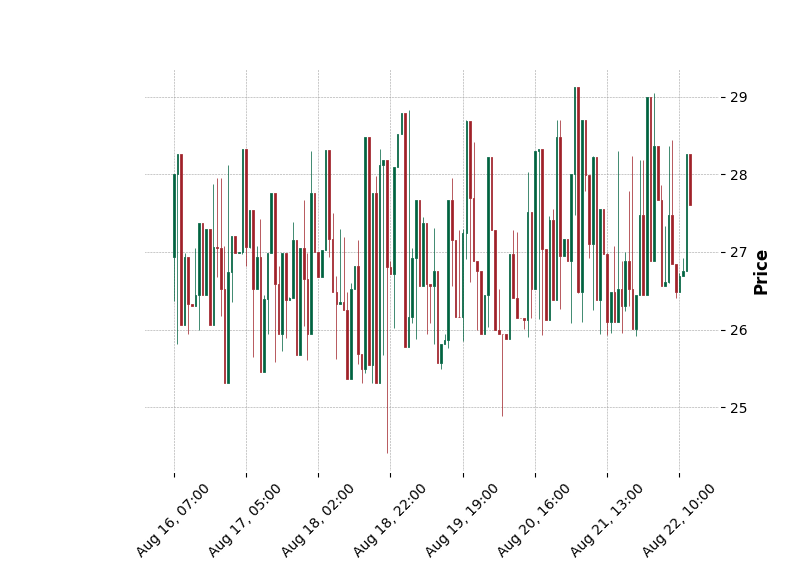 29
28
27
26
25
Price
Aug 16, 07:00
Aug 17, 05:00
Aug 18, 02:00
Aug 18, 22:00
Aug 19, 19:00
Aug 20, 16:00
Aug 21, 13:00
Aug 22, 10:00